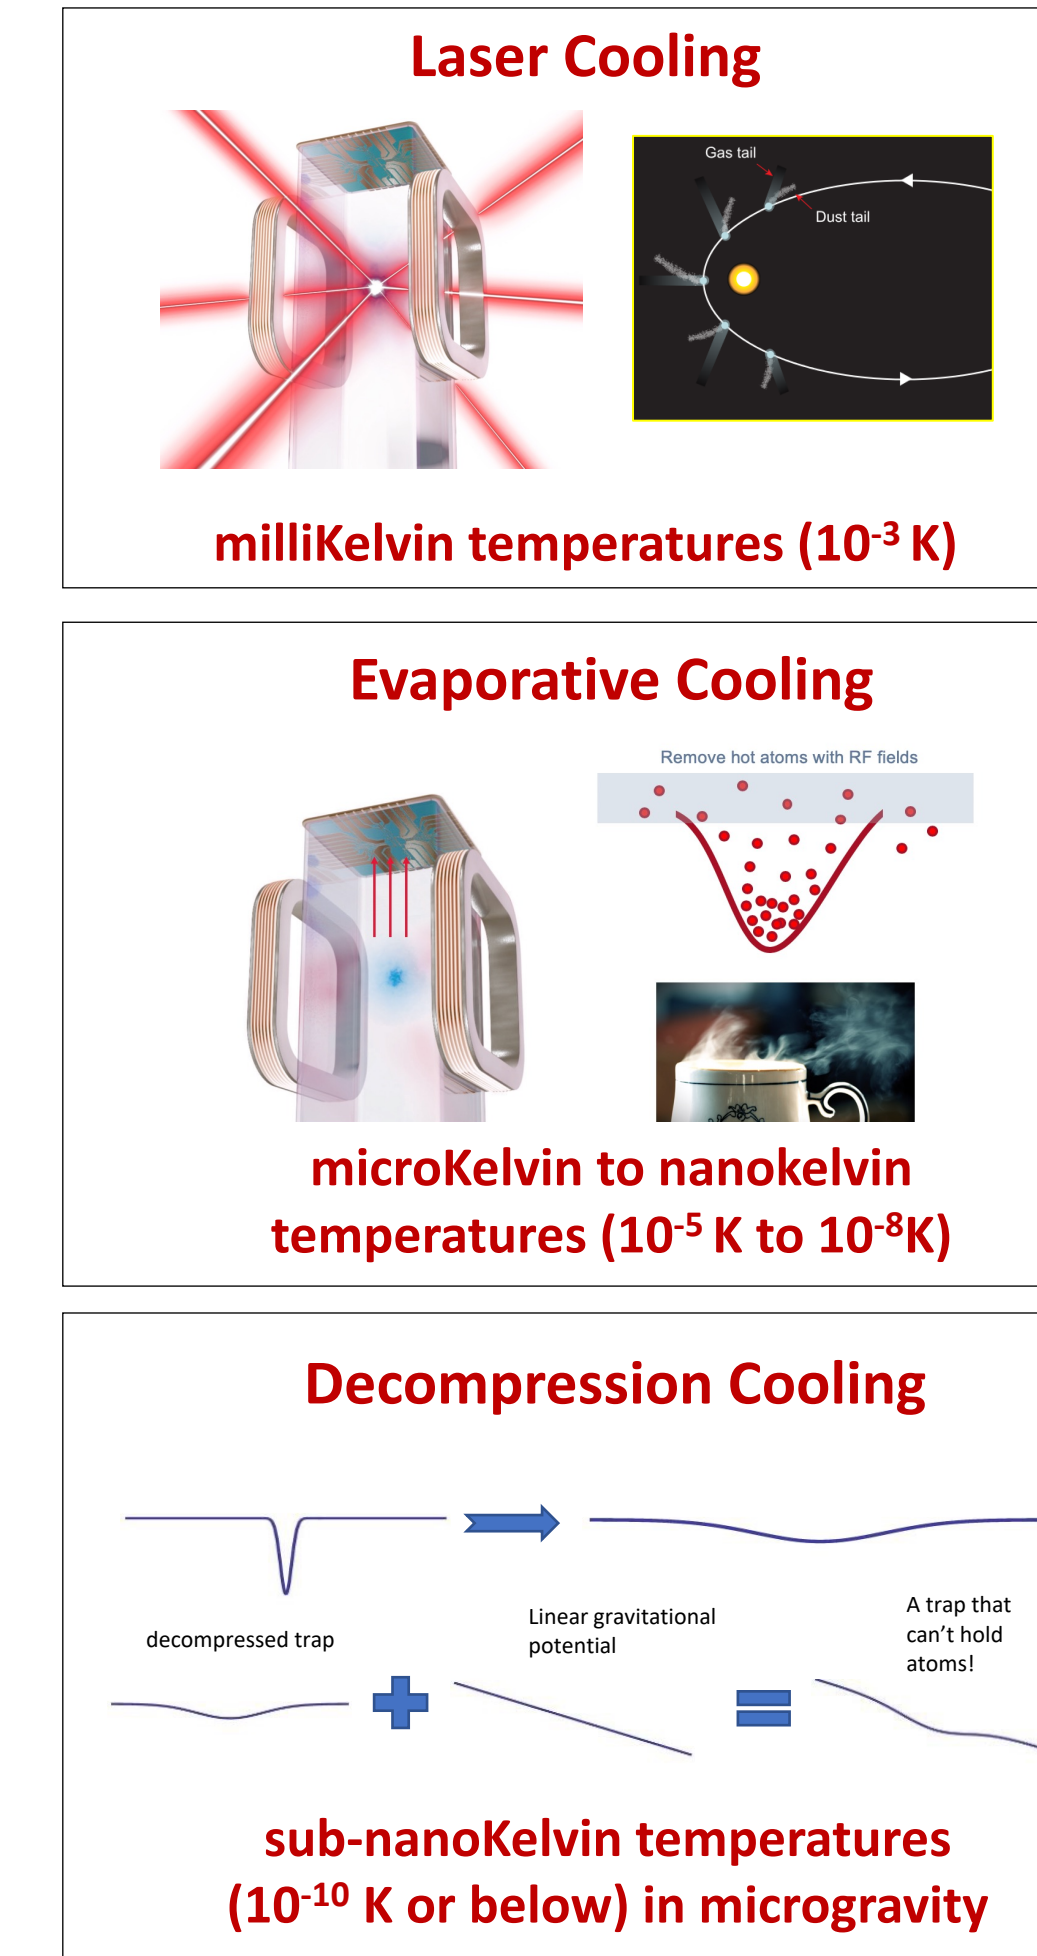 Laser Cooling
Gas tail
Dust tail
milliKelvin temperatures (10⁻³ K)
Evaporative Cooling
Remove hot atoms with RF fields
microKelvin to nanokelvin
temperatures (10⁻⁵ K to 10⁻⁸K)
Decompression Cooling
decompressed trap
Linear gravitational
potential
A trap that
can’t hold
atoms!
sub-nanoKelvin temperatures
(10⁻¹⁰ K or below) in microgravity